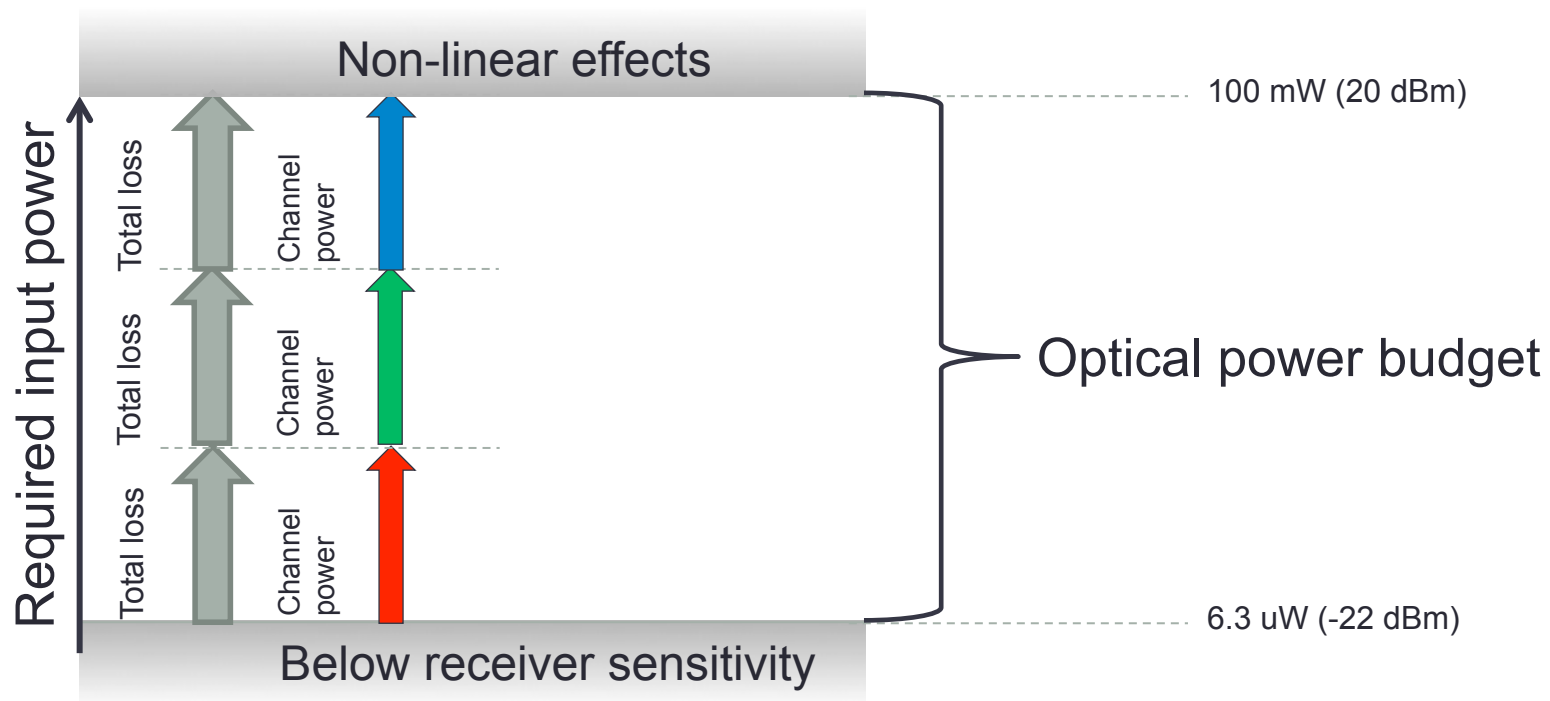 Non-linear effects
100 mW (20 dBm)
Required input power
Total loss
Channel
power
Total loss
Channel
power
Optical power budget
Total loss
Channel
power
6.3 uW (-22 dBm)
Below receiver sensitivity